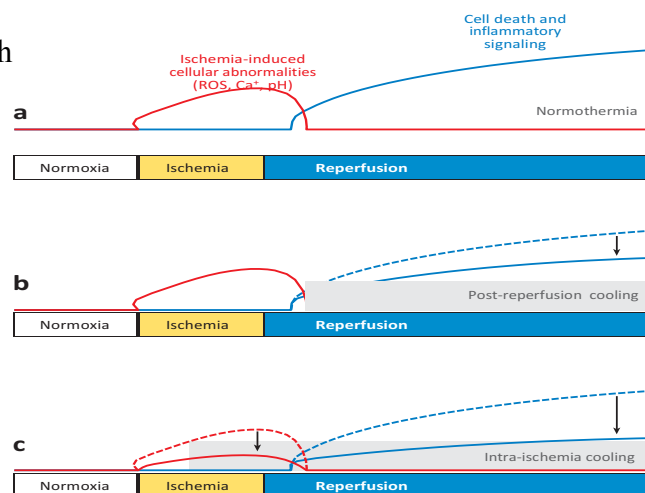 h
Cell death and
inflammatory
signaling
Ischemia-induced
cellular abnormalities
(ROS, Ca⁺, pH)
a
Normothermia
Normoxia Ischemia Reperfusion
b
Post-reperfusion cooling
Normoxia Ischemia Reperfusion
c
Intra-ischemia cooling
Normoxia Ischemia Reperfusion